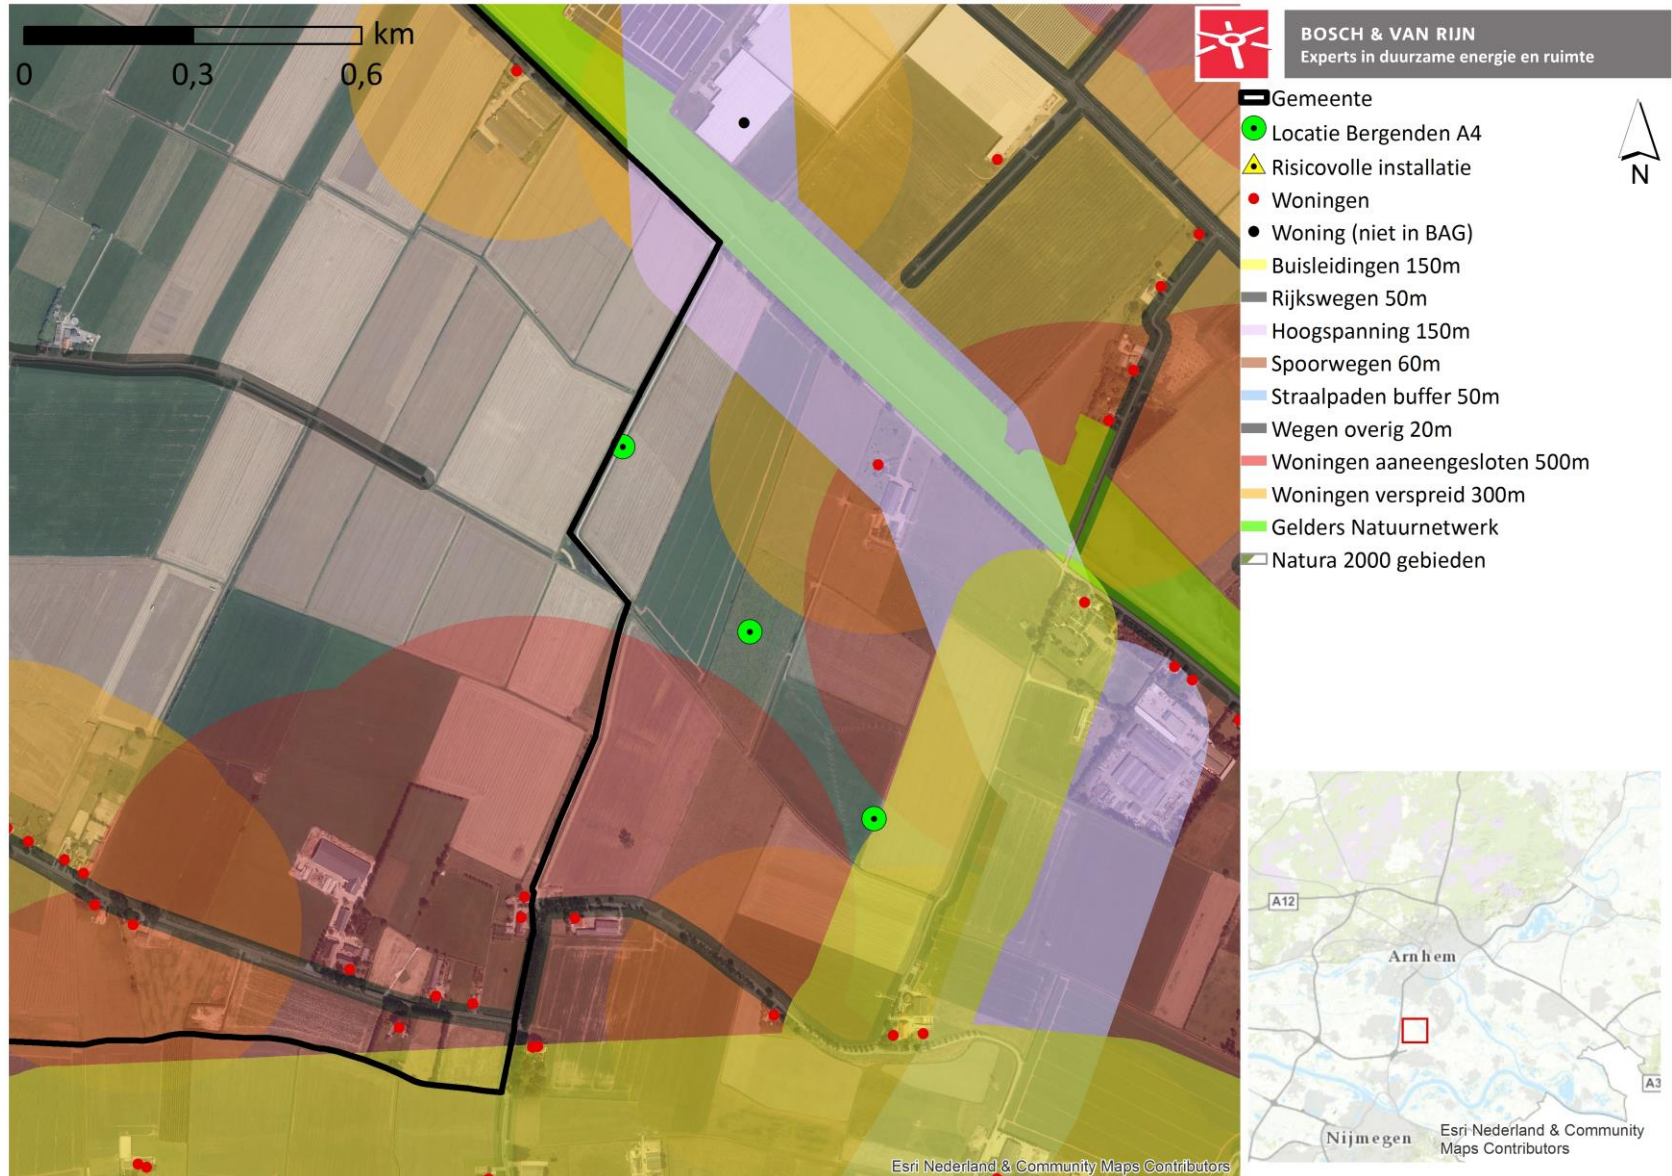 km
0 0,3 0,6
BOSCH & VAN RIJN
Experts in duurzame energie en ruimte
Gemeente
Locatie Bergenden A4
Risicovolle installatie
Woningen
Woning (niet in BAG)
Buisleidingen 150m
Rijkswegen 50m
Hoogspanning 150m
Spoorwegen 60m
Straalpaden buffer 50m
Wegen overig 20m
Woningen aaneengesloten 500m
Woningen verspreid 300m
Gelders Natuurnetwerk
Natura 2000 gebieden
N
A12
Arnhem
A3
Nijmegen
Esri Nederland & Community
Maps Contributors
Esri Nederland & Community Maps Contributors